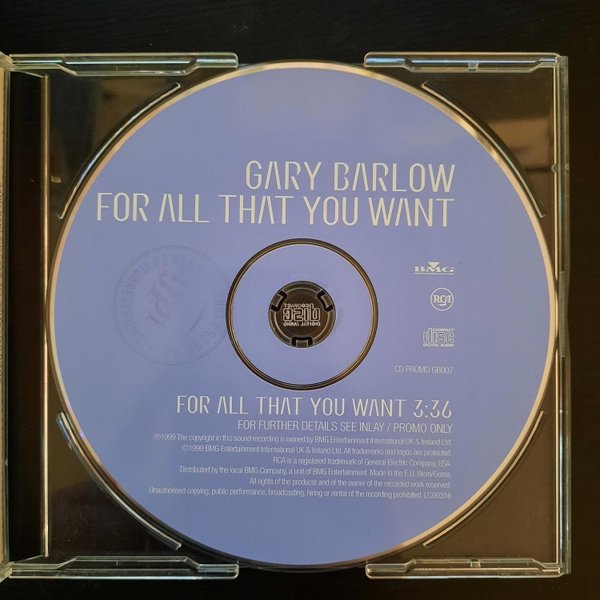 GARY BARLOW
FOR ALL THAT YOU WANT
BMG
RCA
COMPACT
disc
DIGITAL AUDIO
CD PROMO GB007
FOR ALL THAT YOU WANT 3:36
FOR FURTHER DETAILS SEE INLAY / PROMO ONLY
℗1999 The copyright in this sound recording is owned by BMG Entertainment International UK & Ireland Ltd.
©1999 BMG Entertainment International UK & Ireland Ltd. All trademarks and logos are protected.
RCA is a registered trademark of General Electric Company, USA.
Distributed by the local BMG Company, a unit of BMG Entertainment. Made in the E.U. Biem/Gema.
All rights of the producer and of the owner of the recorded work reserved.
Unauthorised copying, public performance, broadcasting, hiring or rental of the recording prohibited. LC00316